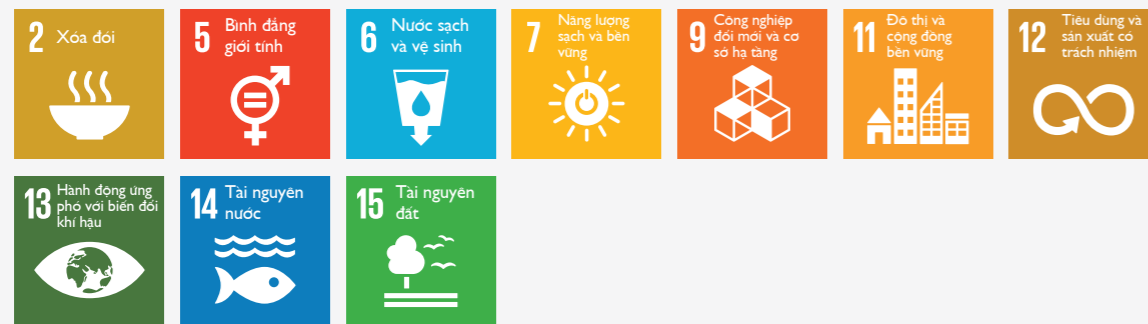 2 Xóa đói
5 Bình đẳng
giới tính
6 Nước sạch
và vệ sinh
7 Năng lượng
sạch và bền
vững
9 Công nghiệp
đổi mới và cơ
sở hạ tầng
11 Đô thị và
cộng đồng
bền vững
12 Tiêu dùng và
sản xuất có
trách nhiệm
13 Hành động ứng
phó với biến đổi
khí hậu
14 Tài nguyên
nước
15 Tài nguyên
đất